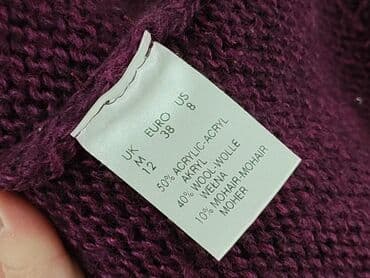 UK EURO US
M 38 8
12
50% ACRYLIC-ACRYL
AKRYL
40% WOOL-WOLLE
WEŁNA
10% MOHAIR-MOHAIR
MOHER